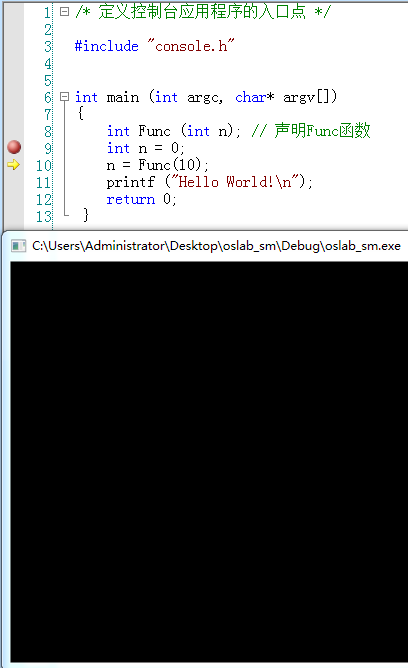 1 /* 定义控制台应用程序的入口点 */
2
3 #include "console.h"
4
5
6 int main (int argc, char* argv[])
7 {
8 int Func (int n); // 声明Func函数
9 int n = 0;
10 n = Func(10);
11 printf ("Hello World!\n");
12 return 0;
13 }
C:\Users\Administrator\Desktop\oslab_sm\Debug\oslab_sm.exe